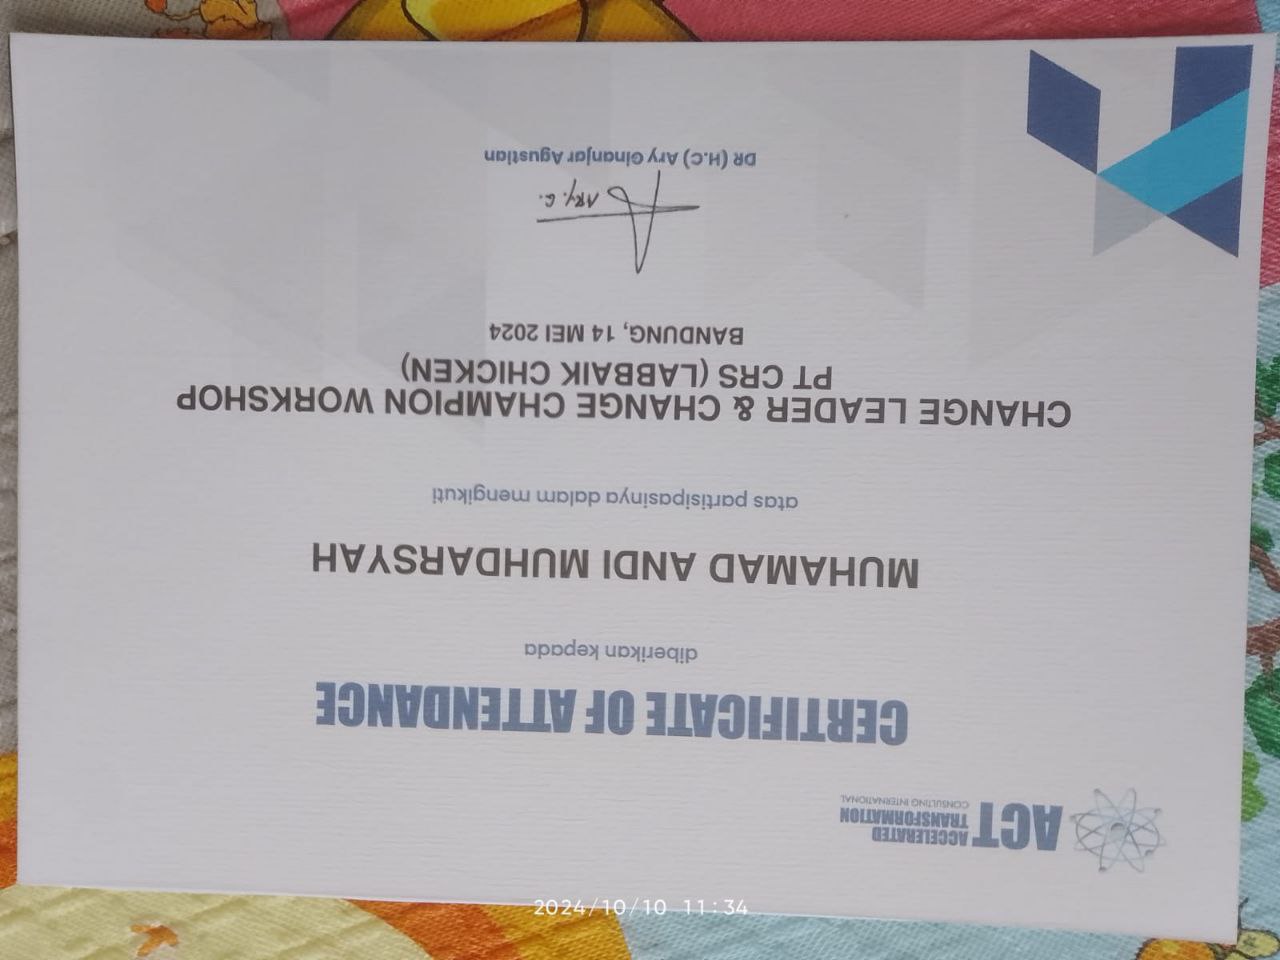 ACT
ACCELERATED
TRANSFORMATION
CONSULTING INTERNATIONAL
CERTIFICATE OF ATTENDANCE
diberikan kepada
MUHAMAD ANDI MUHDARSYAH
atas partisipasinya dalam mengikuti
CHANGE LEADER & CHANGE CHAMPION WORKSHOP
PT CRS (LABBAIK CHICKEN)
BANDUNG, 14 MEI 2024
ARY. G.
DR (H.C) Ary Ginanjar Agustian
2024/10/10 11:34